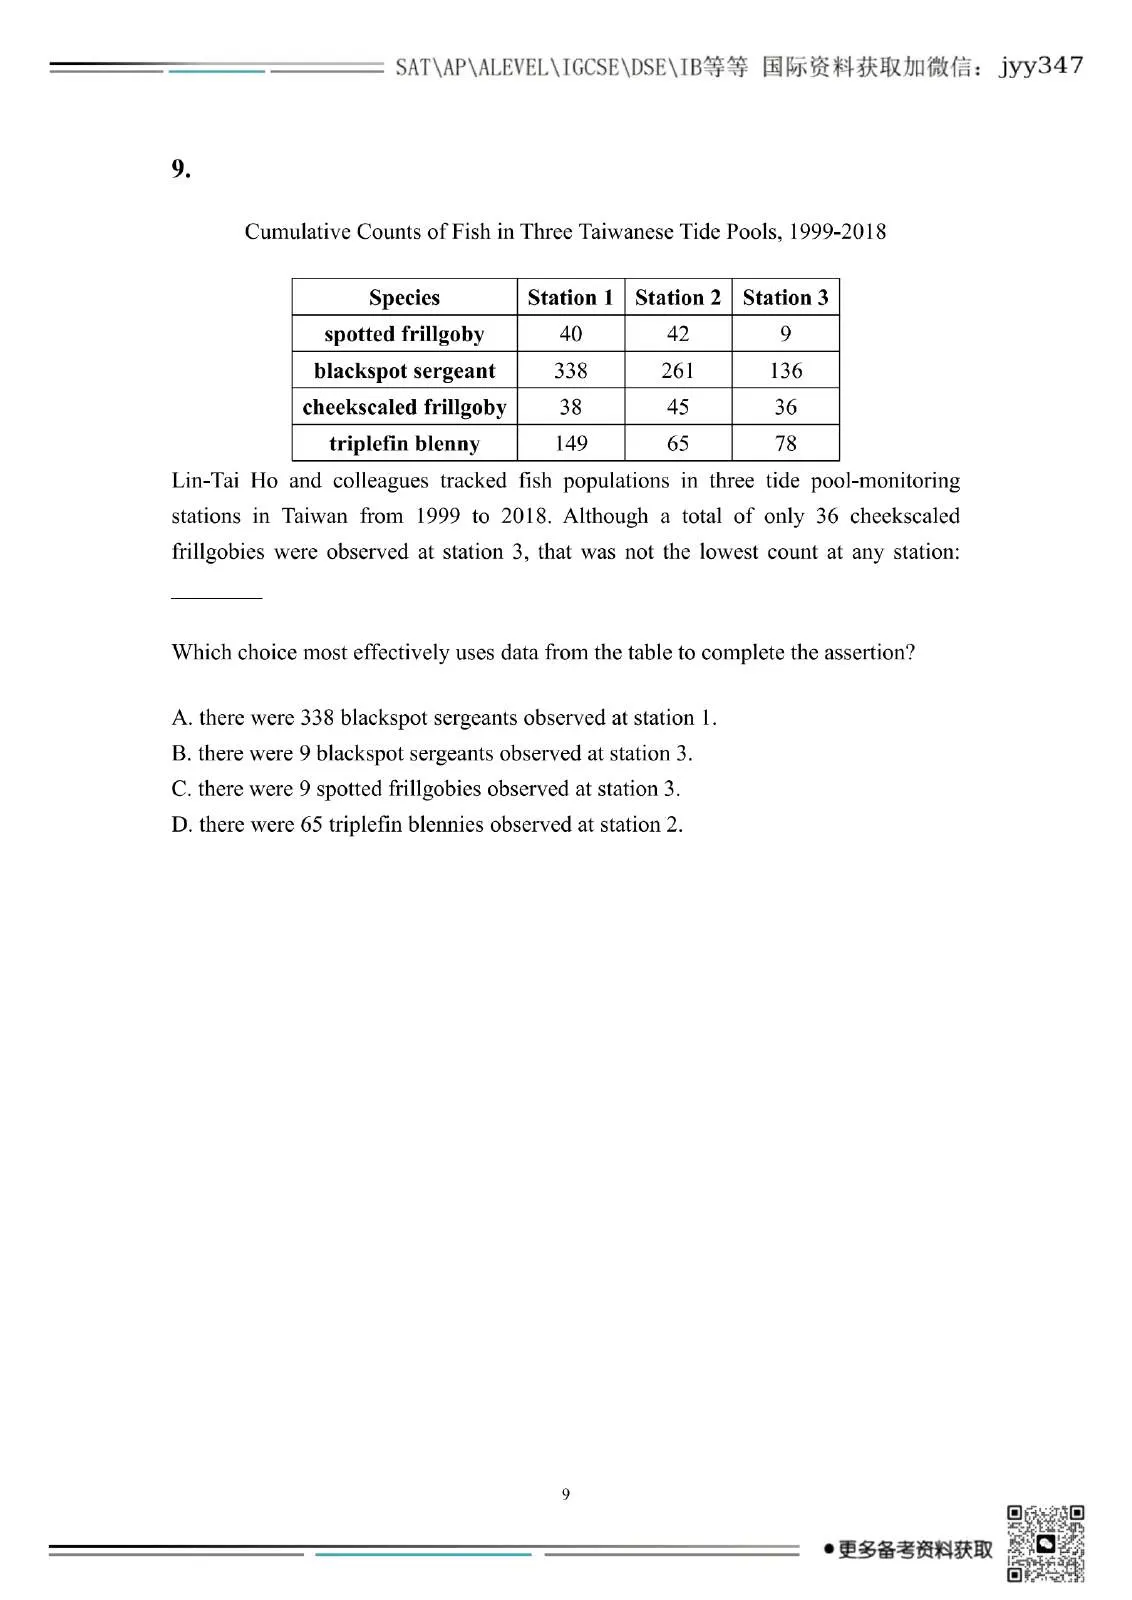 SAT\AP\ALEVEL\IGCSE\DSE\IB等等 国际资料获取加微信: jyy347
9.
Cumulative Counts of Fish in Three Taiwanese Tide Pools, 1999-2018
Species Station 1 Station 2 Station 3
spotted frillgoby 40 42 9
blackspot sergeant 338 261 136
cheekscaled frillgoby 38 45 36
triplefin blenny 149 65 78
Lin-Tai Ho and colleagues tracked fish populations in three tide pool-monitoring
stations in Taiwan from 1999 to 2018. Although a total of only 36 cheekscaled
frillgobies were observed at station 3, that was not the lowest count at any station:
________
Which choice most effectively uses data from the table to complete the assertion?
A. there were 338 blackspot sergeants observed at station 1.
B. there were 9 blackspot sergeants observed at station 3.
C. there were 9 spotted frillgobies observed at station 3.
D. there were 65 triplefin blennies observed at station 2.
9
●更多备考资料获取